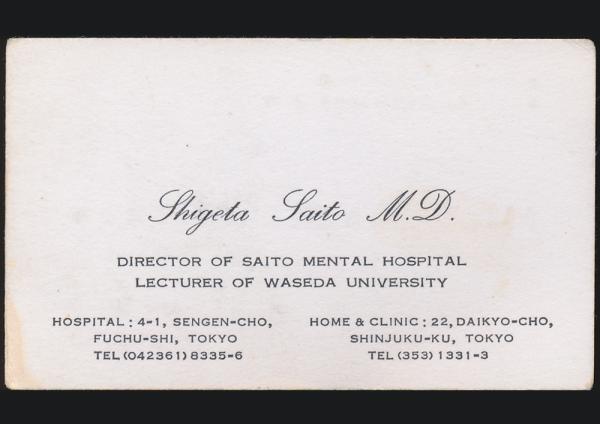 Shigeta Saito M.D.
DIRECTOR OF SAITO MENTAL HOSPITAL
LECTURER OF WASEDA UNIVERSITY
HOSPITAL : 4-1, SENGEN-CHO,
FUCHU-SHI, TOKYO
TEL (042361) 8335-6
HOME & CLINIC : 22, DAIKYO-CHO,
SHINJUKU-KU, TOKYO
TEL (353) 1331-3